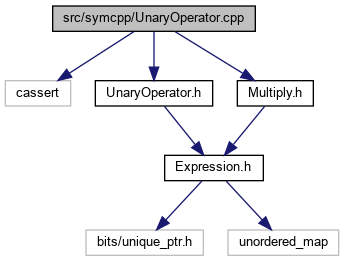 src/symcpp/UnaryOperator.cpp
cassert
UnaryOperator.h
Multiply.h
Expression.h
bits/unique_ptr.h
unordered_map